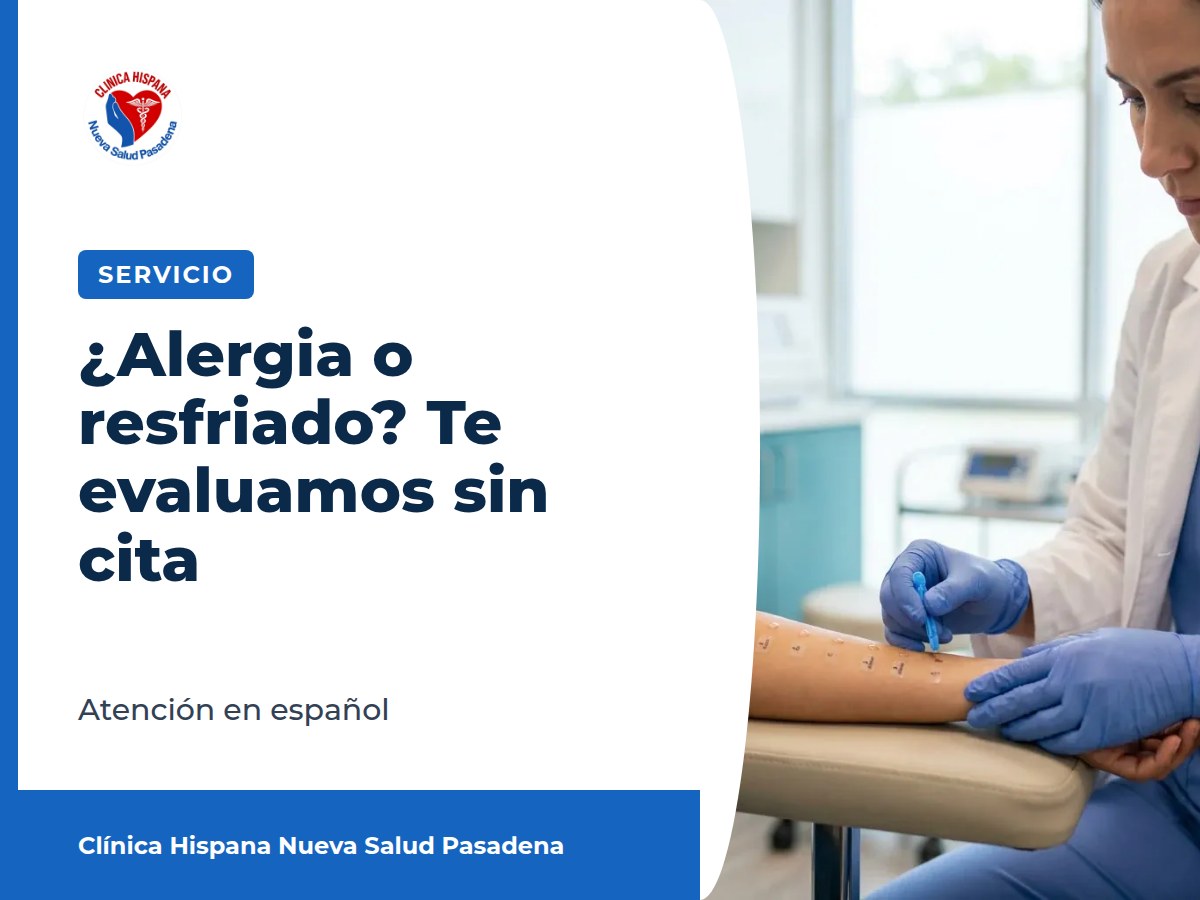 CLINICA HISPANA
Nueva Salud Pasadena
SERVICIO
¿Alergia o
resfriado? Te
evaluamos sin
cita
Atención en español
Clínica Hispana Nueva Salud Pasadena